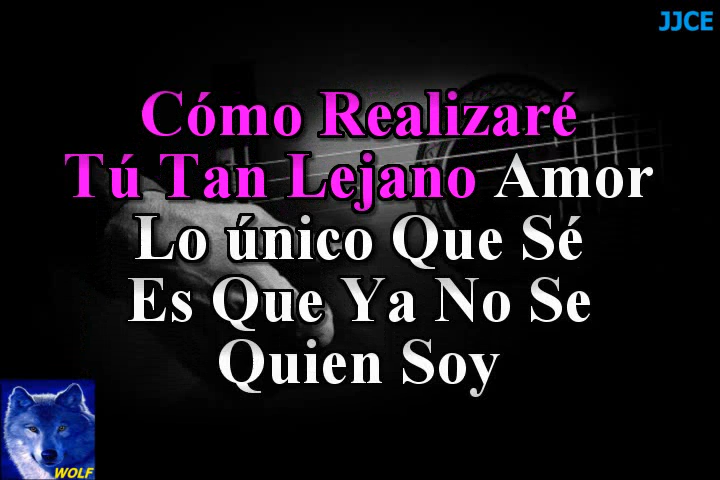 JJCE
Cómo Realizaré
Tú Tan Lejano Amor
Lo único Que Sé
Es Que Ya No Se
Quien Soy
WOLF